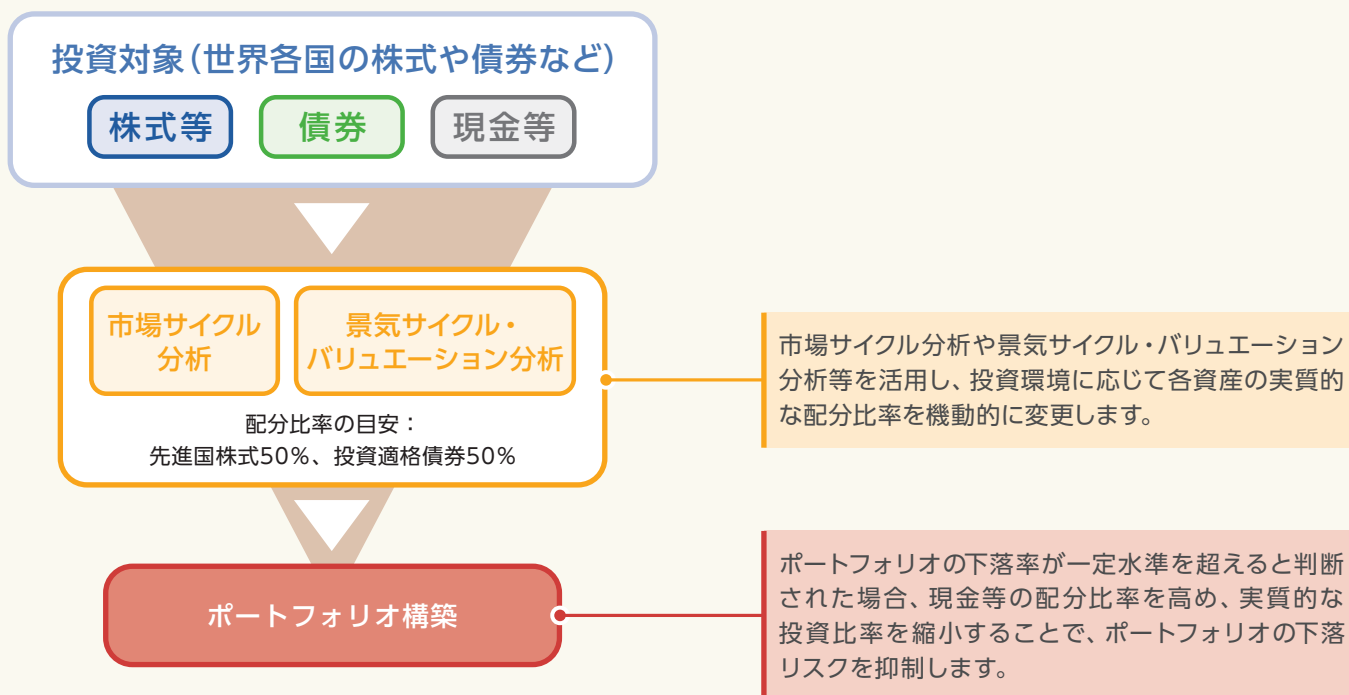 投資対象(世界各国の株式や債券など)
株式等
債券
現金等
市場サイクル
分析
景気サイクル・
バリュエーション分析
配分比率の目安：
先進国株式50%、投資適格債券50%
市場サイクル分析や景気サイクル・バリュエーション
分析等を活用し、投資環境に応じて各資産の実質的
な配分比率を機動的に変更します。
ポートフォリオ構築
ポートフォリオの下落率が一定水準を超えると判断
された場合、現金等の配分比率を高め、実質的な
投資比率を縮小することで、ポートフォリオの下落
リスクを抑制します。